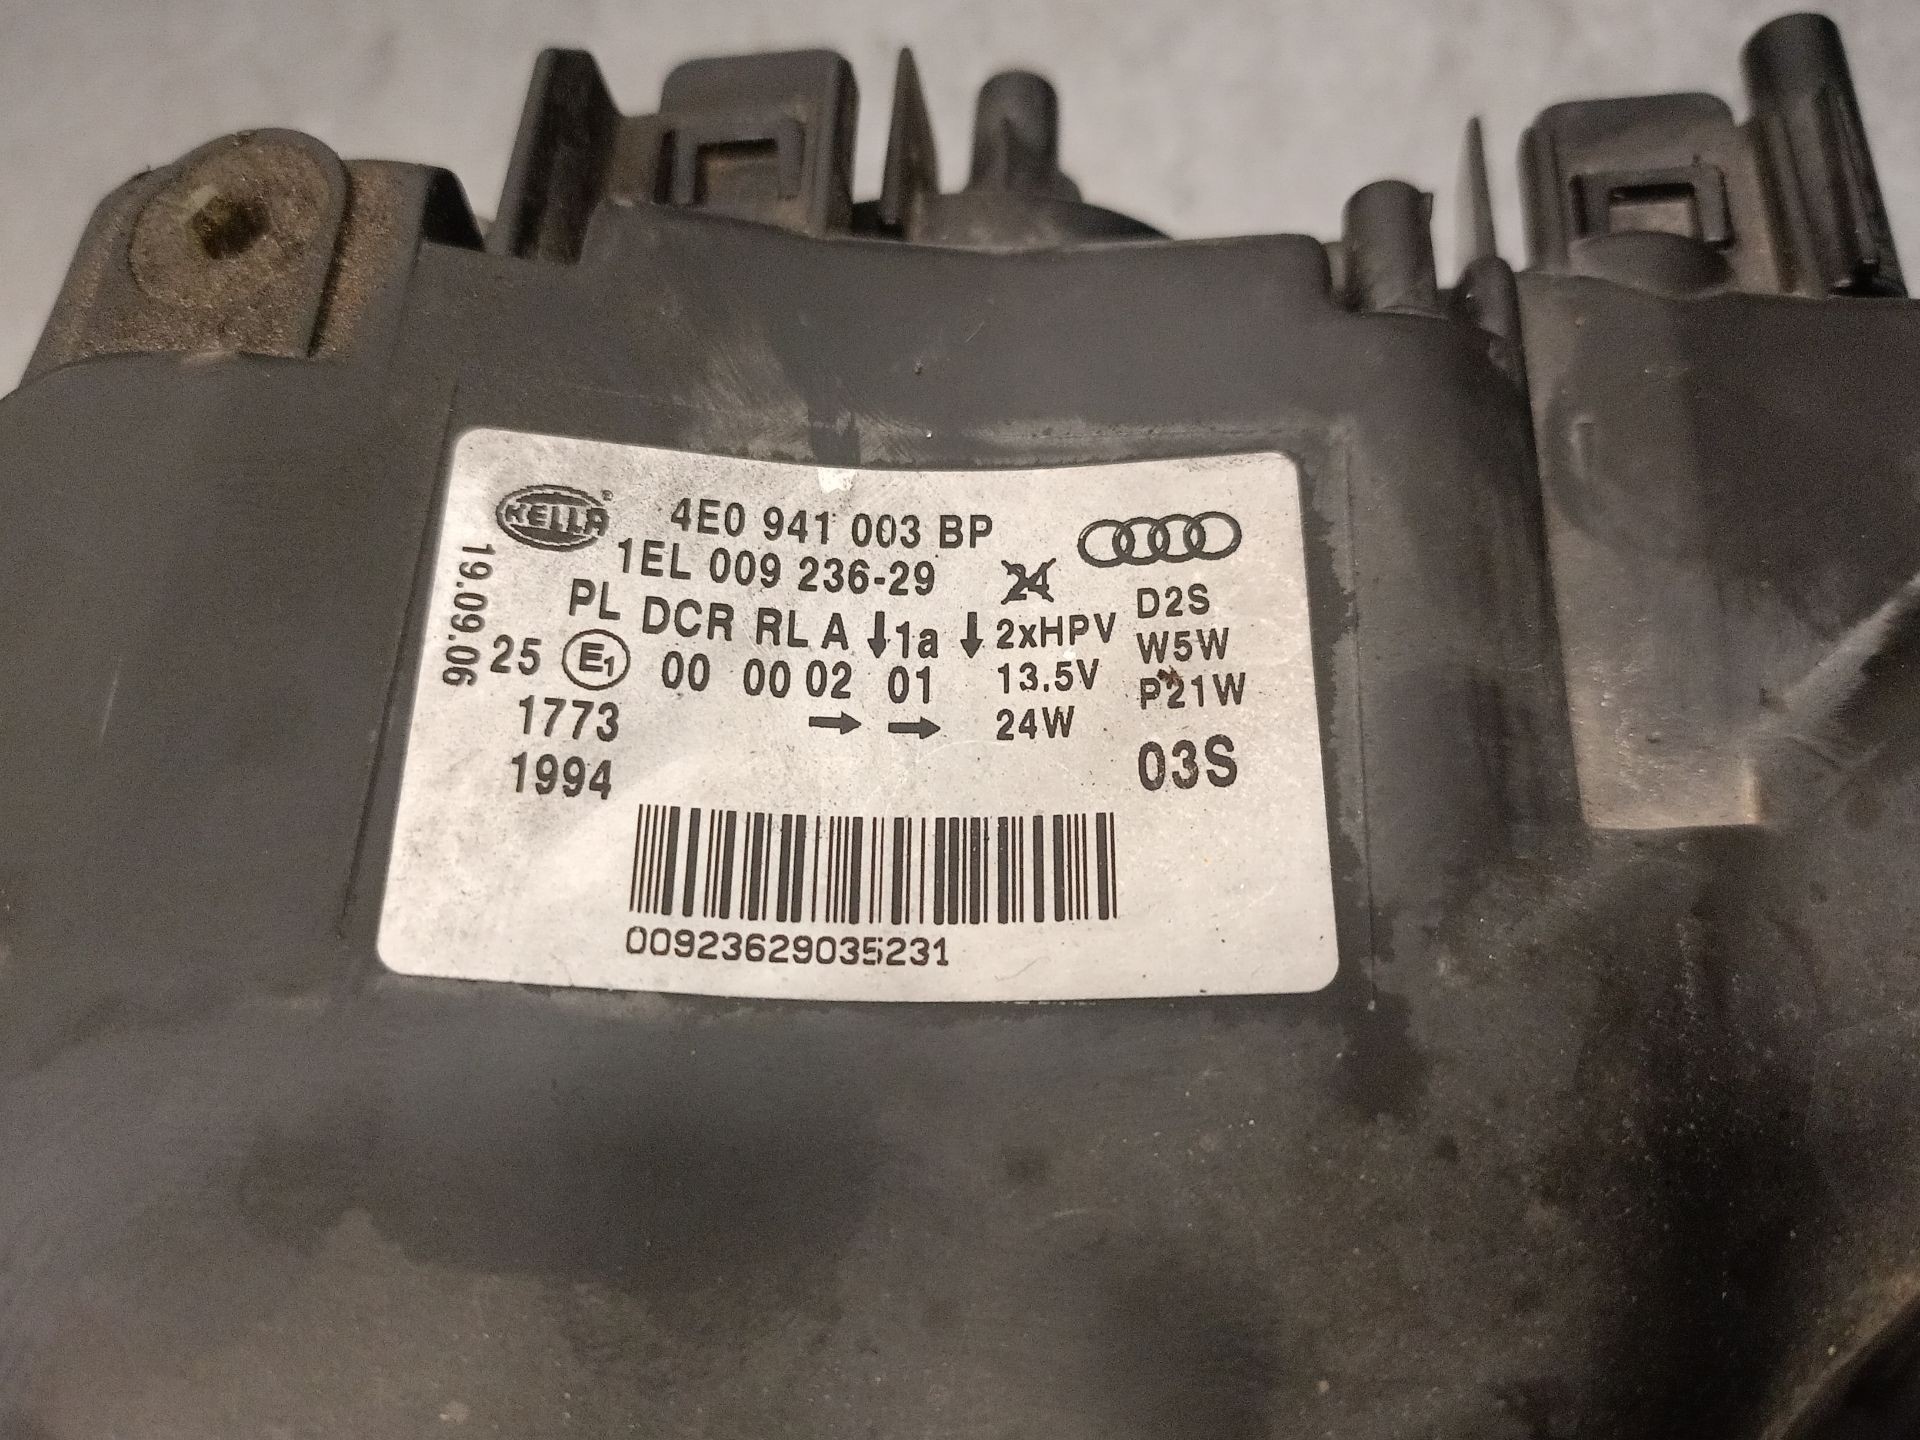 HELLA ® 4E0 941 003 BP
1EL 009 236-29 24
PL DCR RL A ↓1a ↓ 2xHPV D2S
25 E1 00 00 02 01 13.5V W5W
1773 → → 24W P21W
1994 03S
19.09.06
00923629035231